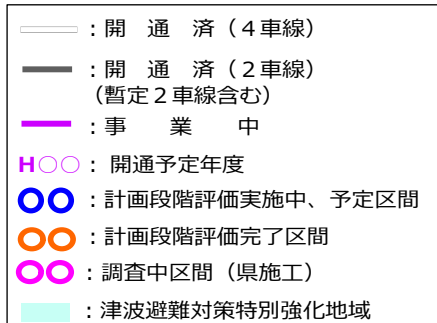 ：開　通　済（４車線）
：開　通　済（２車線）
（暫定２車線含む）
：事　　業　　中
H○○： 開通予定年度
：計画段階評価実施中、予定区間
：計画段階評価完了区間
：調査中区間（県施工）
：津波避難対策特別強化地域